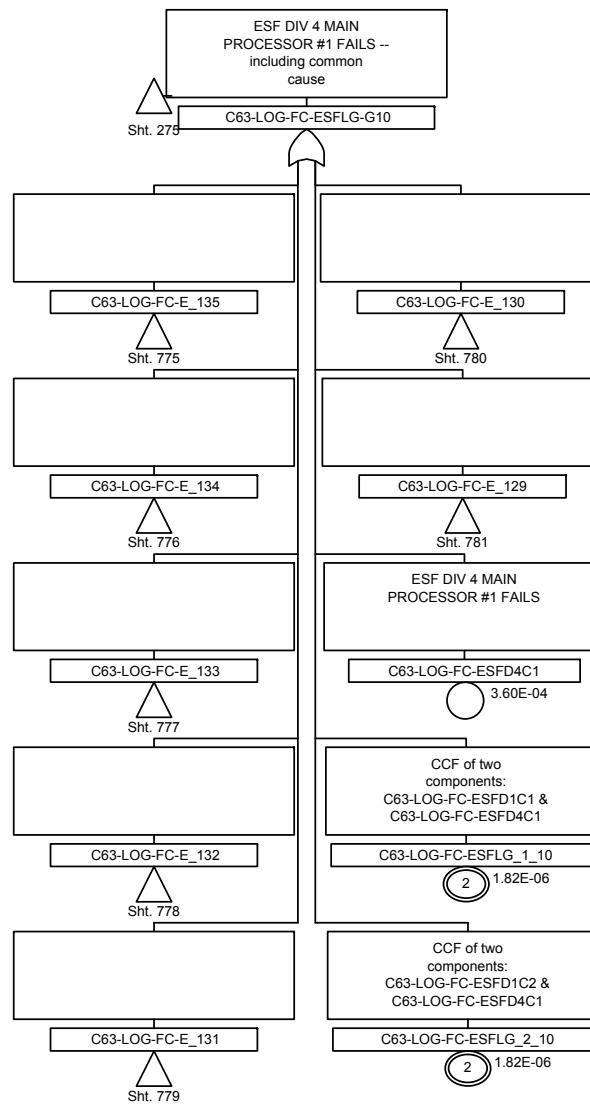 ESF DIV 4 MAIN
PROCESSOR #1 FAILS --
including common
cause
Sht. 275
C63-LOG-FC-ESFLG-G10
C63-LOG-FC-E_135
Sht. 775
C63-LOG-FC-E_130
Sht. 780
C63-LOG-FC-E_134
Sht. 776
C63-LOG-FC-E_129
Sht. 781
C63-LOG-FC-E_133
Sht. 777
ESF DIV 4 MAIN
PROCESSOR #1 FAILS
C63-LOG-FC-ESFD4C1
3.60E-04
C63-LOG-FC-E_132
Sht. 778
CCF of two
components:
C63-LOG-FC-ESFD1C1 &
C63-LOG-FC-ESFD4C1
C63-LOG-FC-ESFLG_1_10
2
1.82E-06
C63-LOG-FC-E_131
Sht. 779
CCF of two
components:
C63-LOG-FC-ESFD1C2 &
C63-LOG-FC-ESFD4C1
C63-LOG-FC-ESFLG_2_10
2
1.82E-06